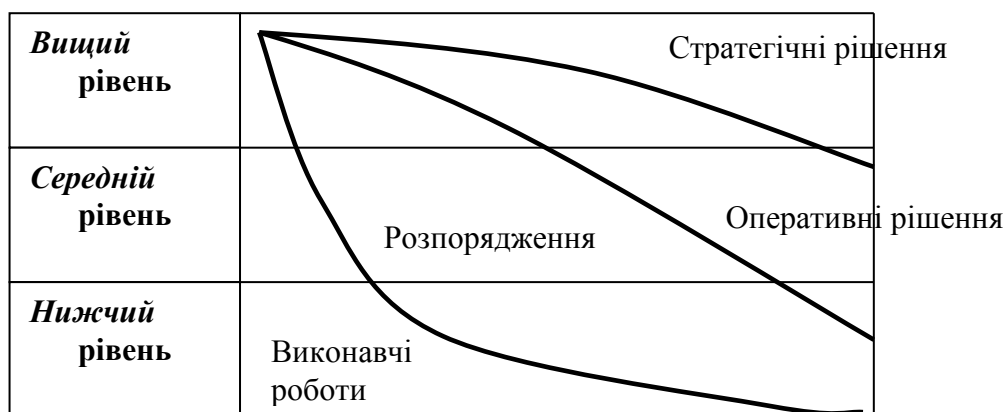 Вищий
рівень
Стратегічні рішення
Середній
рівень
Розпорядження
Оперативні рішення
Нижчий
рівень
Виконавчі
роботи